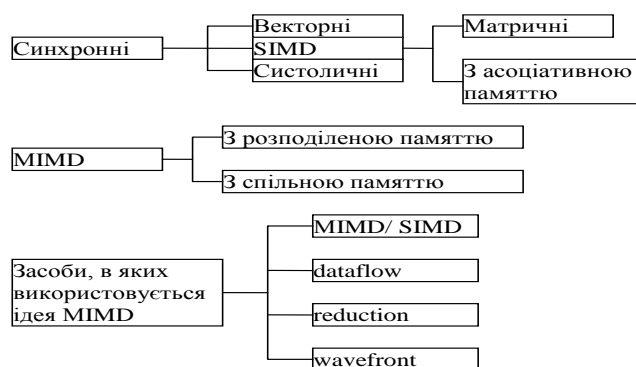 Синхронні
Векторні
SIMD
Систоличні
Матричні
З асоціативною
памяттю
MIMD
З розподіленою памяттю
З спільною памяттю
Засоби, в яких
використовується
ідея MIMD
MIMD/ SIMD
dataflow
reduction
wavefront